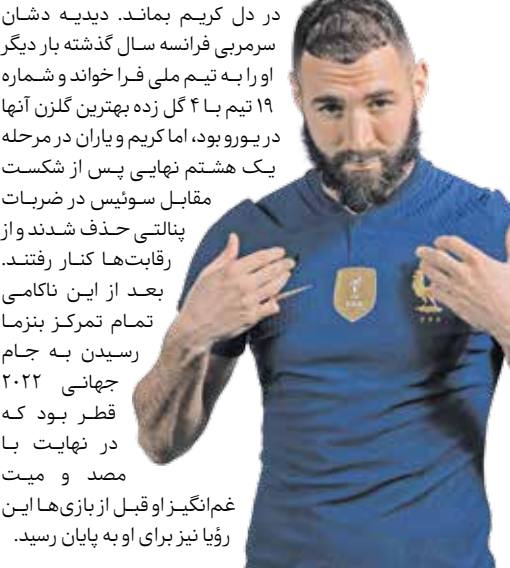 در دل کریم بماند. دیدیه دشان
سرمربی فرانسه سال گذشته بار دیگر
او را به تیم ملی فرا خواند و شماره
۱۹ تیم با ۴ گل زده بهترین گلزن آنها
در یورو بود، اما کریم و یاران در مرحله
یک هشتم نهایی پس از شکست
مقابل سوئیس در ضربات
پنالتی حذف شدند و از
رقابت‌ها کنار رفتند.
بعد از این ناکامی
تمام تمرکز بنزما
رسیدن به جام
جهانی ۲۰۲۲
قطر بود که
در نهایت با
مصد و میت
غم‌انگیز او قبل از بازی‌ها این
رؤیا نیز برای او به پایان رسید.